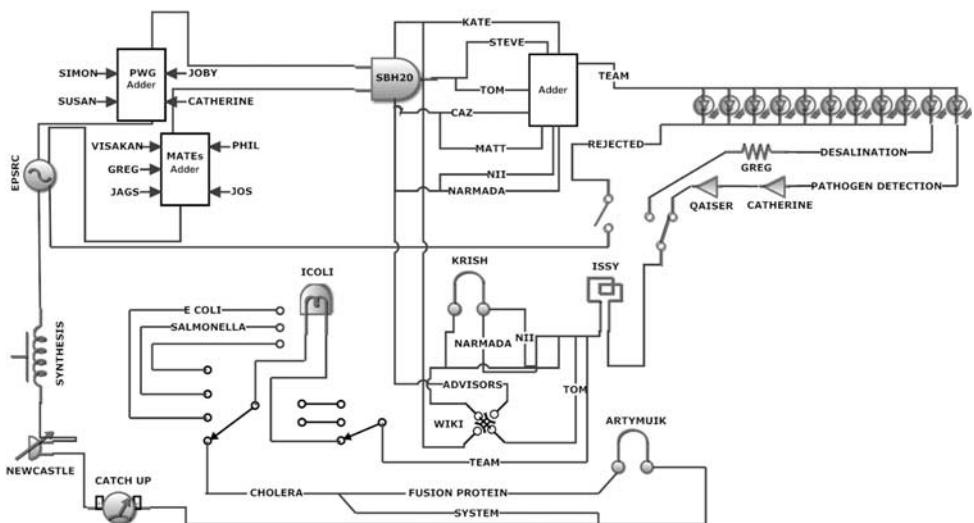 KATE
STEVE
SBH20
TEAM
PWG
Adder
SIMON
JOBY
SUSAN
CATHERINE
TOM
Adder
CAZ
MATT
REJECTED
VISAKAN
PHIL
MATEs
Adder
GREG
JAGS
JOS
EPSRC
NII
NARMADA
GREG
DESALINATION
PATHOGEN DETECTION
QAISER
CATHERINE
KRISH
ISSY
ICOLI
E COLI
SALMONELLA
NARMADA
NII
SYNTHESIS
ADVISORS
TOM
WIKI
ARTYMUIK
TEAM
NEWCASTLE
CATCH UP
CHOLERA
FUSION PROTEIN
SYSTEM